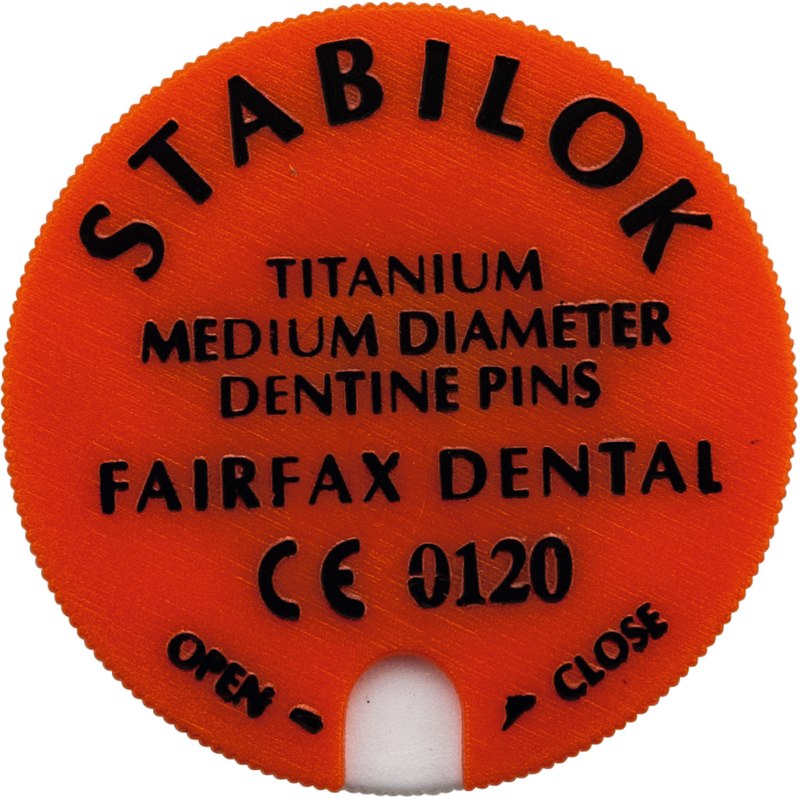 STABILOK
TITANIUM
MEDIUM DIAMETER
DENTINE PINS
FAIRFAX DENTAL
CE 0120
OPEN
CLOSE